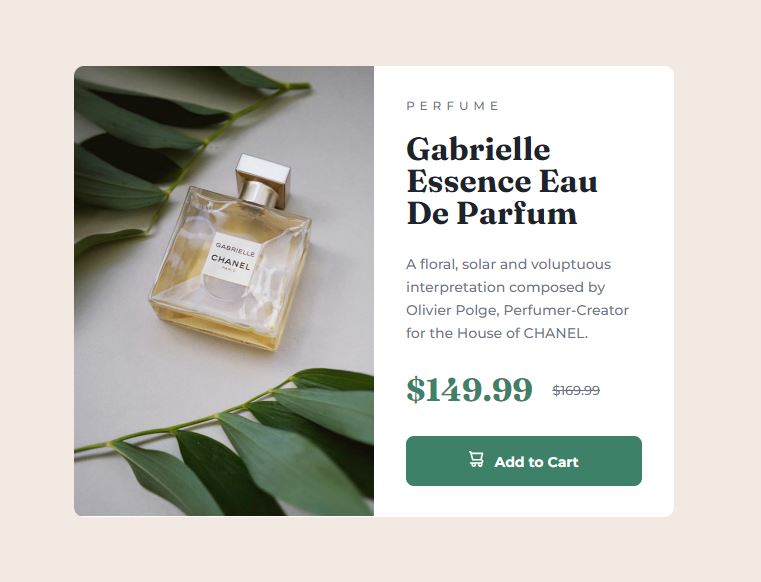 GABRIELLE
CHANEL
PARIS
PERFUME
Gabrielle
Essence Eau
De Parfum
A floral, solar and voluptuous
interpretation composed by
Olivier Polge, Perfumer-Creator
for the House of CHANEL.
$149.99 $169.99
Add to Cart